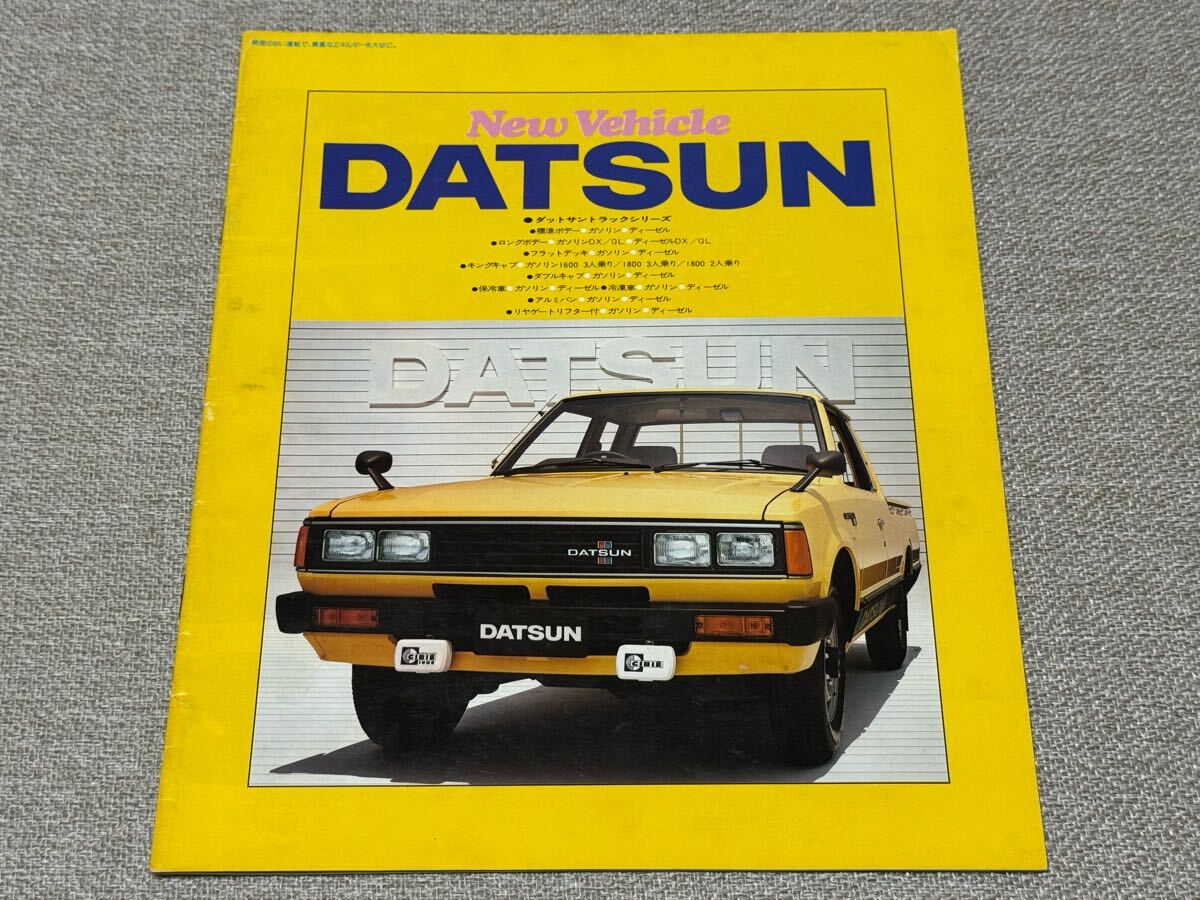 無理のない運転で、貴重なエネルギーを大切に。
New Vehicle
DATSUN
●ダットサントラックシリーズ
●標準ボデー●ガソリン●ディーゼル
●ロングボデー●ガソリンDX/GL●ディーゼルDX/GL
●フラットデッキ●ガソリン●ディーゼル
●キングキャブ●ガソリン1600 3人乗り/1800 3人乗り/1800 2人乗り
●ダブルキャブ●ガソリン●ディーゼル
●保冷車●ガソリン●ディーゼル●冷凍車●ガソリン●ディーゼル
●アルミバン●ガソリン●ディーゼル
●リヤゲートリフター付●ガソリン●ディーゼル
DATSUN
DATSUN
DATSUN
DATSUN
CIBIE
CIBIE